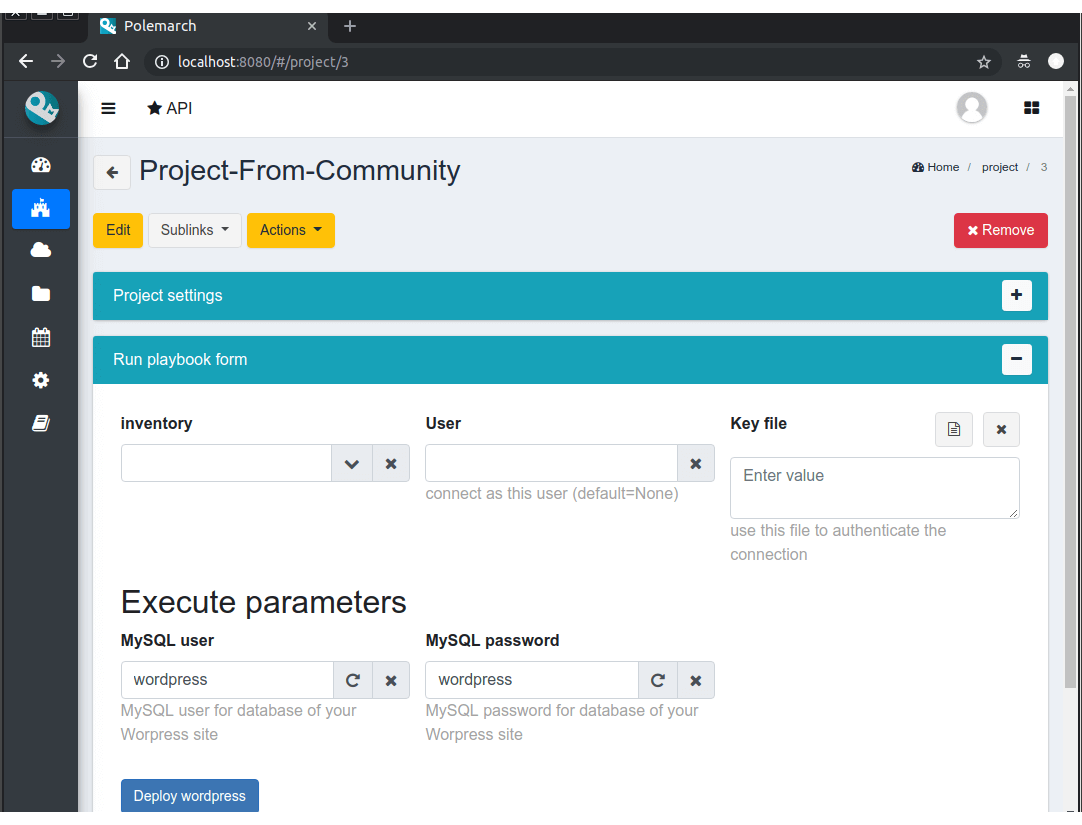 Polemarch
localhost:8080/#/project/3
API
Project-From-Community
Home / project / 3
Edit Sublinks Actions Remove
Project settings
Run playbook form
inventory User Key file
Enter value
connect as this user (default=None)
use this file to authenticate the
connection
Execute parameters
MySQL user MySQL password
wordpress wordpress
MySQL user for database of your MySQL password for database of your
Worpress site Worpress site
Deploy wordpress